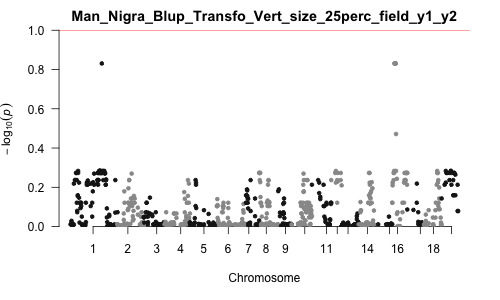 Man_Nigra_Blup_Transfo_Vert_size_25perc_field_y1_y2
1.0
0.8
0.6
0.4
0.2
0.0
− log10(p)
1 2 3 4 5 6 7 8 9 11 14 16 18
Chromosome